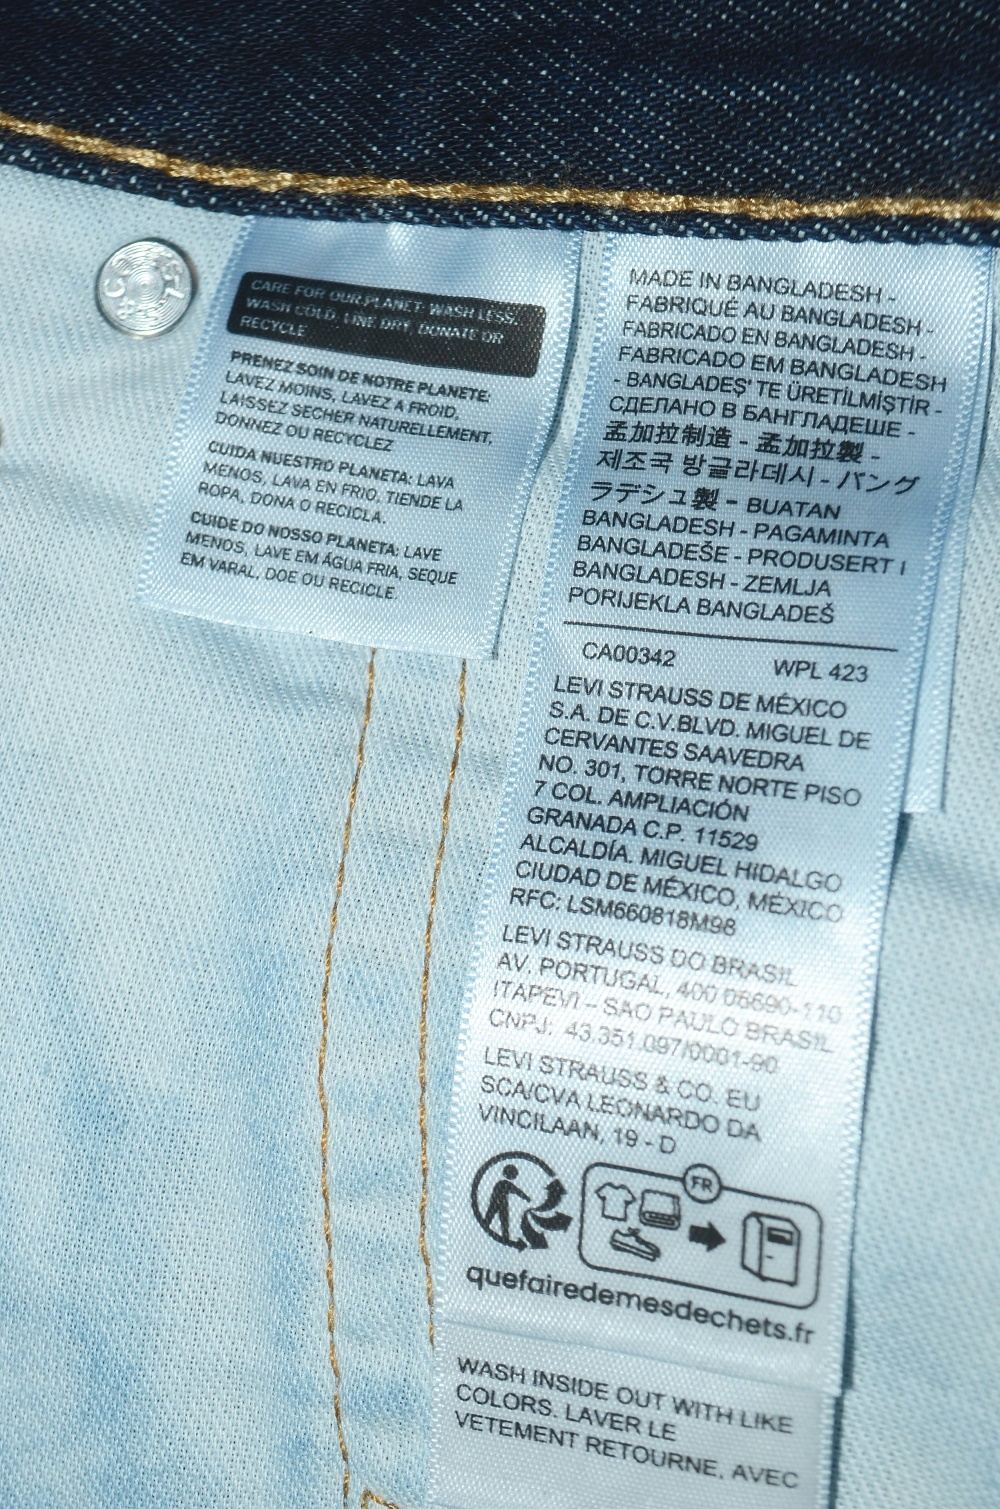 CARE FOR OUR PLANET: WASH LESS,
WASH COLD, LINE DRY, DONATE OR
RECYCLE
PRENEZ SOIN DE NOTRE PLANETE:
LAVEZ MOINS, LAVEZ A FROID,
LAISSEZ SECHER NATURELLEMENT,
DONNEZ OU RECYCLEZ
CUIDA NUESTRO PLANETA: LAVA
MENOS, LAVA EN FRIO, TIENDE LA
ROPA, DONA O RECICLA.
CUIDE DO NOSSO PLANETA: LAVE
MENOS, LAVE EM ÁGUA FRIA, SEQUE
EM VARAL, DOE OU RECICLE.
MADE IN BANGLADESH -
FABRIQUÉ AU BANGLADESH -
FABRICADO EN BANGLADESH -
FABRICADO EM BANGLADESH
- BANGLADEŞ' TE ÜRETİLMİŞTİR -
СДЕЛАНО В БАНГЛАДЕШЕ -
孟加拉制造 - 孟加拉製 -
제조국 방글라데시 - バング
ラデシュ製 - BUATAN
BANGLADESH - PAGAMINTA
BANGLADEŠE - PRODUSERT I
BANGLADESH - ZEMLJA
PORIJEKLA BANGLADEŠ
CA00342 WPL 423
LEVI STRAUSS DE MÉXICO
S.A. DE C.V.BLVD. MIGUEL DE
CERVANTES SAAVEDRA
NO. 301, TORRE NORTE PISO
7 COL. AMPLIACIÓN
GRANADA C.P. 11529
ALCALDÍA. MIGUEL HIDALGO
CIUDAD DE MÉXICO, MÉXICO
RFC: LSM660818M98
LEVI STRAUSS DO BRASIL
AV. PORTUGAL, 400 06690-110
ITAPEVI – SAO PAULO BRASIL
CNPJ: 43.351.097/0001-90
LEVI STRAUSS & CO. EU
SCA/CVA LEONARDO DA
VINCILAAN, 19 - D
FR
quefairedemesdechets.fr
WASH INSIDE OUT WITH LIKE
COLORS. LAVER LE
VETEMENT RETOURNE, AVEC